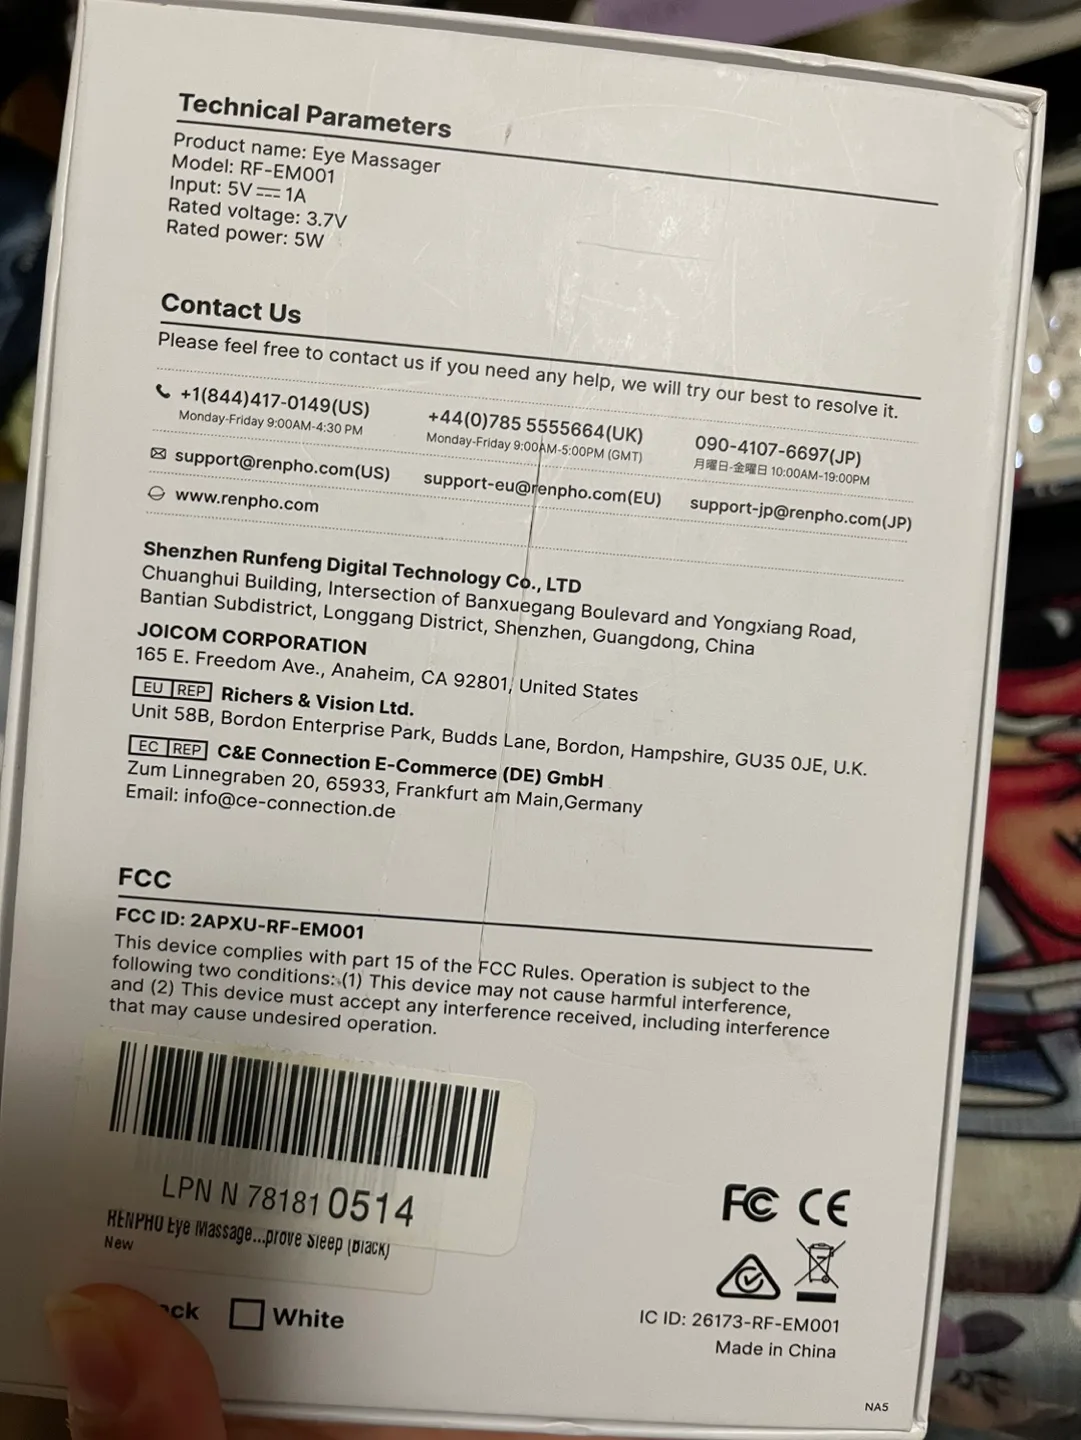 Technical Parameters
Product name: Eye Massager
Model: RF-EM001
Input: 5V⎓1A
Rated voltage: 3.7V
Rated power: 5W
Contact Us
Please feel free to contact us if you need any help, we will try our best to resolve it.
+1(844)417-0149(US) +44(0)785 5555664(UK) 090-4107-6697(JP)
Monday-Friday 9:00AM-4:30 PM Monday-Friday 9:00AM-5:00PM (GMT) 月曜日-金曜日 10:00AM-19:00PM
support@renpho.com(US) support-eu@renpho.com(EU) support-jp@renpho.com(JP)
www.renpho.com
Shenzhen Runfeng Digital Technology Co., LTD
Chuanghui Building, Intersection of Banxuegang Boulevard and Yongxiang Road,
Bantian Subdistrict, Longgang District, Shenzhen, Guangdong, China
JOICOM CORPORATION
165 E. Freedom Ave., Anaheim, CA 92801, United States
EU REP Richers & Vision Ltd.
Unit 58B, Bordon Enterprise Park, Budds Lane, Bordon, Hampshire, GU35 0JE, U.K.
EC REP C&E Connection E-Commerce (DE) GmbH
Zum Linnegraben 20, 65933, Frankfurt am Main,Germany
Email: info@ce-connection.de
FCC
FCC ID: 2APXU-RF-EM001
This device complies with part 15 of the FCC Rules. Operation is subject to the
following two conditions: (1) This device may not cause harmful interference,
and (2) This device must accept any interference received, including interference
that may cause undesired operation.
LPN N 78181 0514
RENPHO Eye Massage...prove Sleep (Black)
New
ck White
FC CE
IC ID: 26173-RF-EM001
Made in China
NA5